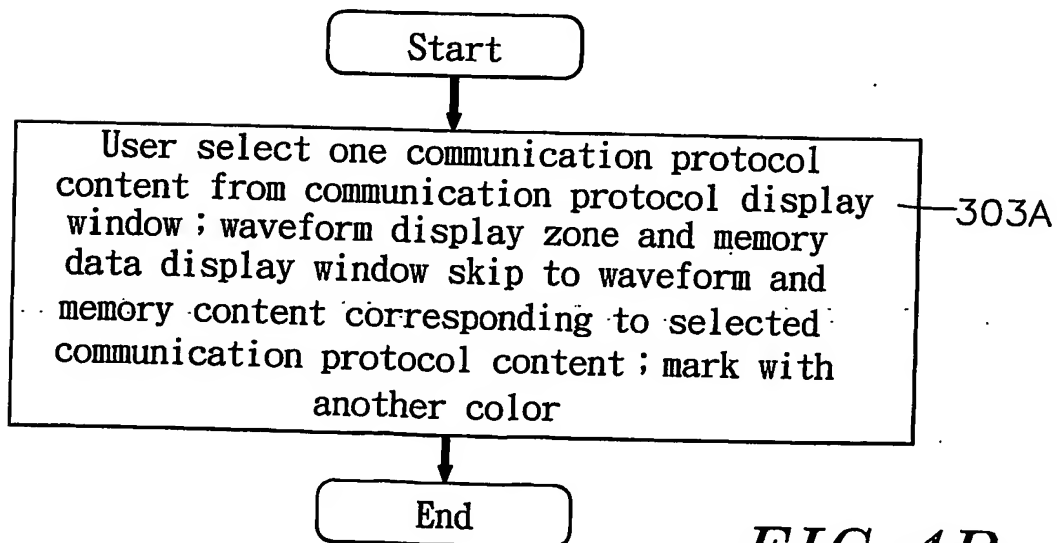 Start
User select one communication protocol
content from communication protocol display
window ; waveform display zone and memory
data display window skip to waveform and
memory content corresponding to selected
communication protocol content ; mark with
another color
303A
End